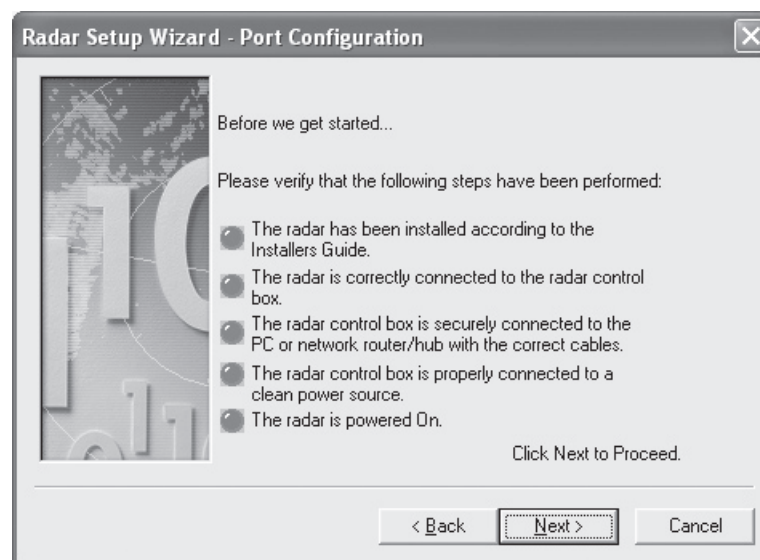 Radar Setup Wizard - Port Configuration
Before we get started...
Please verify that the following steps have been performed:
The radar has been installed according to the
Installers Guide.
The radar is correctly connected to the radar control
box.
The radar control box is securely connected to the
PC or network router/hub with the correct cables.
The radar control box is properly connected to a
clean power source.
The radar is powered On.
Click Next to Proceed.
< Back
Next >
Cancel